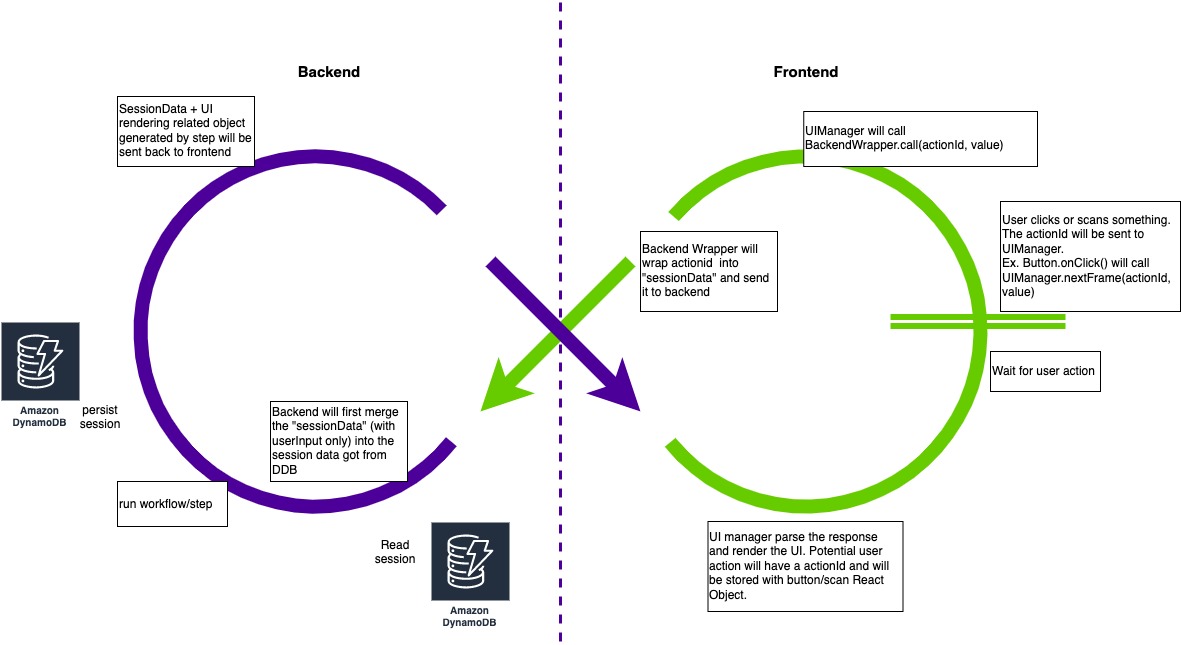 Backend
Frontend
SessionData + UI
rendering related object
generated by step will be
sent back to frontend
UIManager will call
BackendWrapper.call(actionId, value)
User clicks or scans something.
The actionId will be sent to
UIManager.
Ex. Button.onClick() will call
UIManager.nextFrame(actionId,
value)
Backend Wrapper will
wrap actionid into
"sessionData" and send
it to backend
Wait for user action
Amazon
DynamoDB
persist
session
Backend will first merge
the "sessionData" (with
userInput only) into the
session data got from
DDB
run workflow/step
Read
session
Amazon
DynamoDB
UI manager parse the response
and render the UI. Potential user
action will have a actionId and will
be stored with button/scan React
Object.